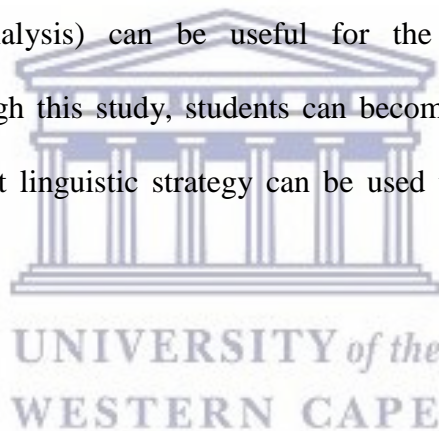 alysis) can be useful for the
gh this study, students can becom
t linguistic strategy can be used
UNIVERSITY of the
WESTERN CAPE